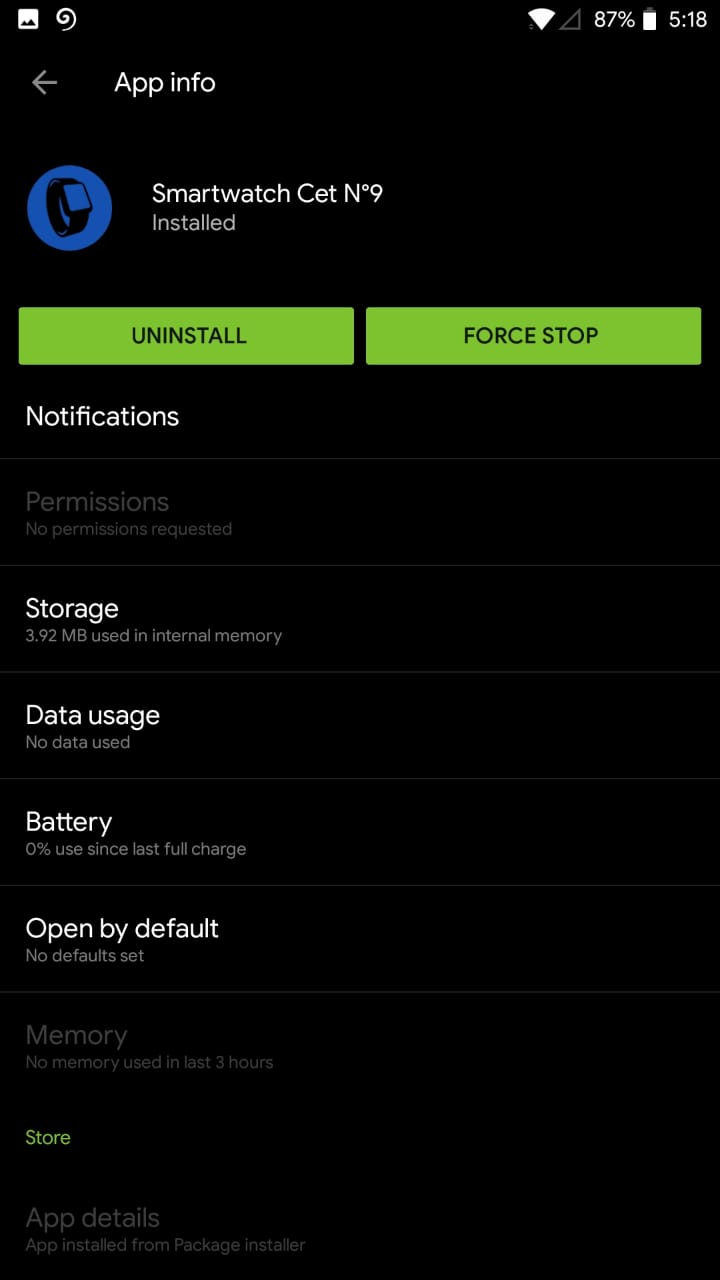 87% 5:18
App info
Smartwatch Cet N°9
Installed
UNINSTALL FORCE STOP
Notifications
Permissions
No permissions requested
Storage
3.92 MB used in internal memory
Data usage
No data used
Battery
0% use since last full charge
Open by default
No defaults set
Memory
No memory used in last 3 hours
Store
App details
App installed from Package installer